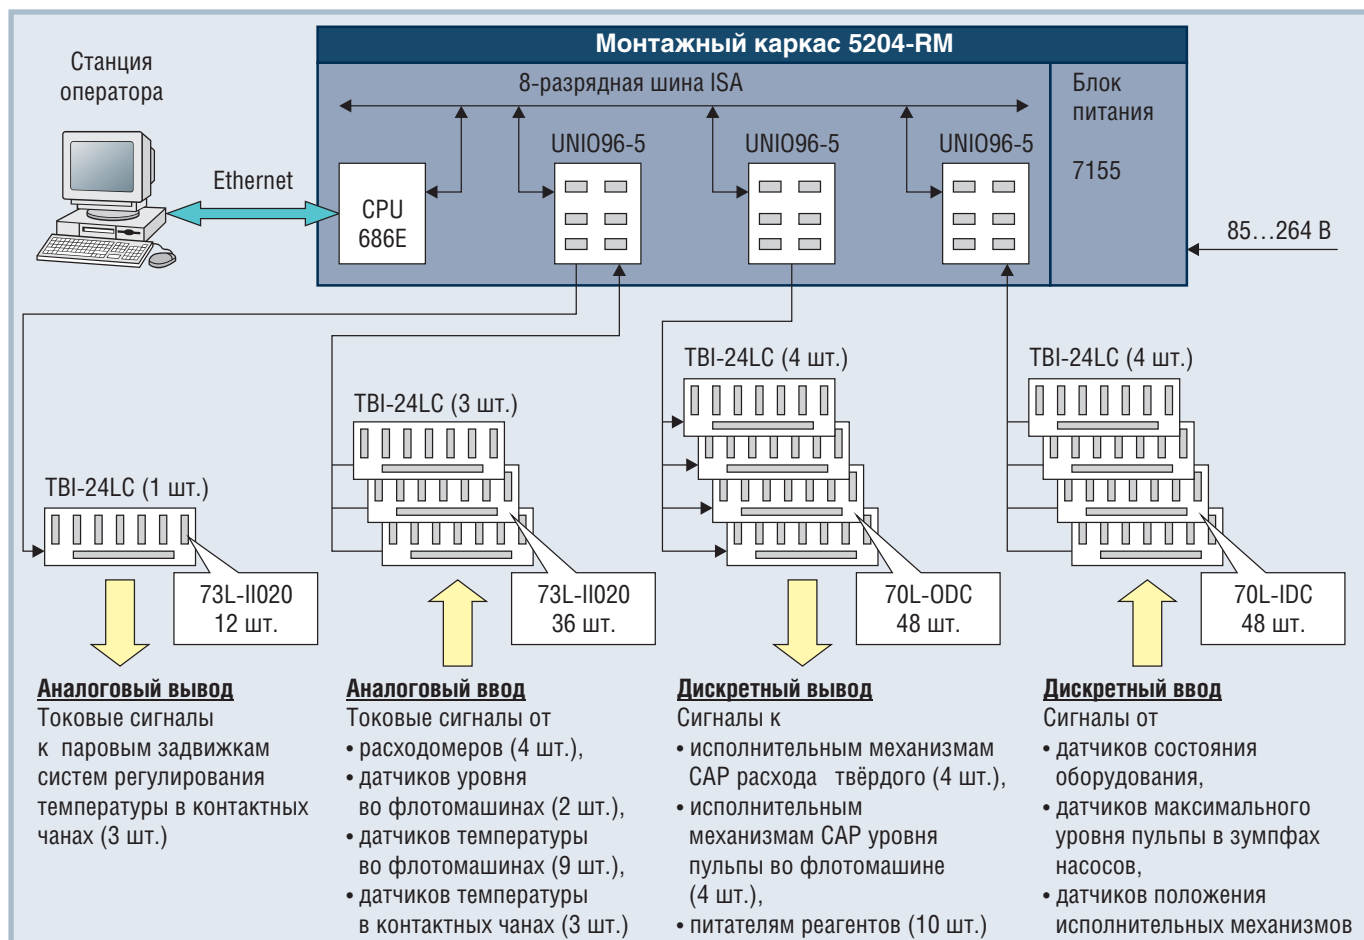 Монтажный каркас 5204-RM
Станция
оператора
8-разрядная шина ISA
Блок
питания
7155
UNIO96-5
UNIO96-5
UNIO96-5
Ethernet
CPU
686E
85...264 В
TBI-24LC (4 шт.)
TBI-24LC (4 шт.)
TBI-24LC (3 шт.)
TBI-24LC (1 шт.)
73L-II020
12 шт.
73L-II020
36 шт.
70L-ODC
48 шт.
70L-IDC
48 шт.
Аналоговый вывод
Токовые сигналы
к паровым задвижкам
систем регулирования
температуры в контактных
чанах (3 шт.)
Аналоговый ввод
Токовые сигналы от
• расходомеров (4 шт.),
• датчиков уровня
во флотомашинах (2 шт.),
• датчиков температуры
во флотомашинах (9 шт.),
• датчиков температуры
в контактных чанах (3 шт.)
Дискретный вывод
Сигналы к
• исполнительным механизмам
САР расхода твёрдого (4 шт.),
• исполнительным
механизмам САР уровня
пульпы во флотомашине
(4 шт.),
• питателям реагентов (10 шт.)
Дискретный ввод
Сигналы от
• датчиков состояния
оборудования,
• датчиков максимального
уровня пульпы в зумпфах
насосов,
• датчиков положения
исполнительных механизмов